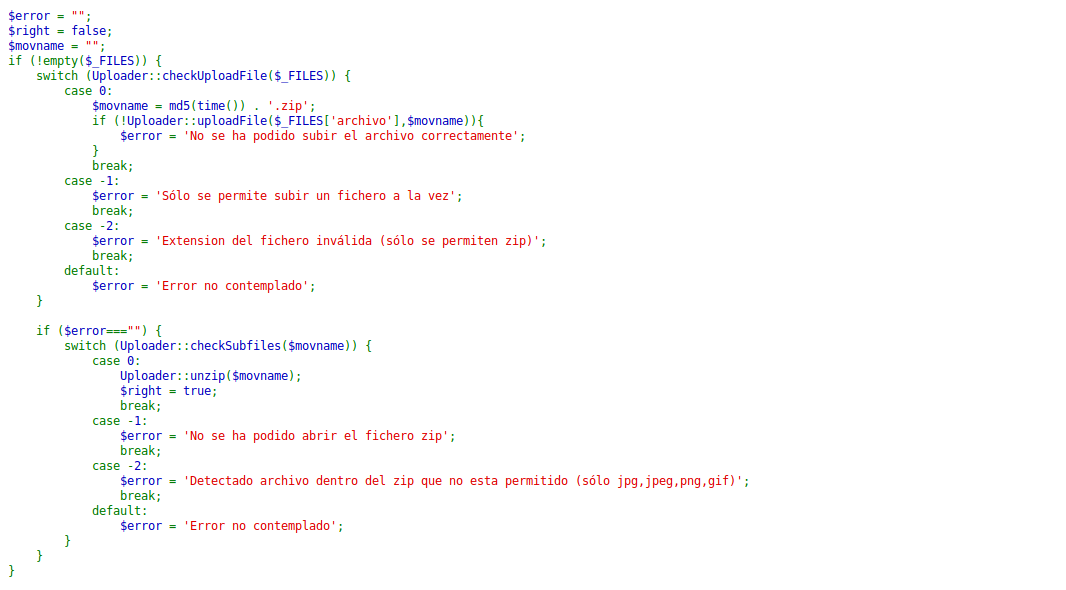 $error = "";
$right = false;
$movname = "";
if (!empty($_FILES)) {
    switch (Uploader::checkUploadFile($_FILES)) {
        case 0:
            $movname = md5(time()) . '.zip';
            if (!Uploader::uploadFile($_FILES['archivo'],$movname)){
                $error = 'No se ha podido subir el archivo correctamente';
            }
            break;
        case -1:
            $error = 'Sólo se permite subir un fichero a la vez';
            break;
        case -2:
            $error = 'Extension del fichero inválida (sólo se permiten zip)';
            break;
        default:
            $error = 'Error no contemplado';
    }

    if ($error==="") {
        switch (Uploader::checkSubfiles($movname)) {
            case 0:
                Uploader::unzip($movname);
                $right = true;
                break;
            case -1:
                $error = 'No se ha podido abrir el fichero zip';
                break;
            case -2:
                $error = 'Detectado archivo dentro del zip que no esta permitido (sólo jpg,jpeg,png,gif)';
                break;
            default:
                $error = 'Error no contemplado';
        }
    }
}